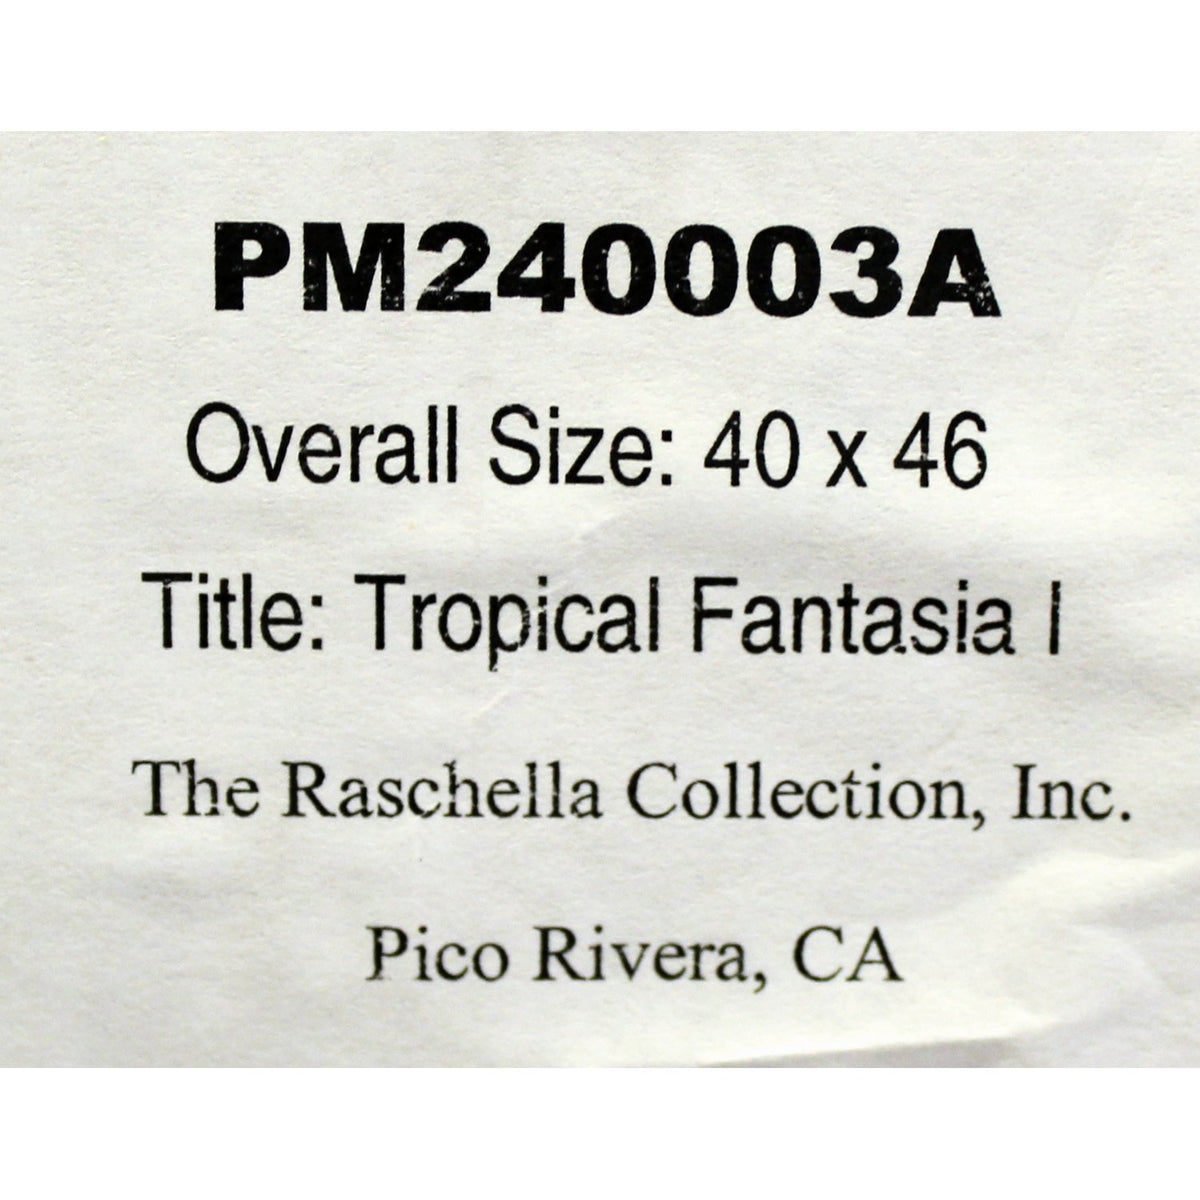 PM240003A
Overall Size: 40 x 46
Title: Tropical Fantasia I
The Raschella Collection, Inc.
Pico Rivera, CA